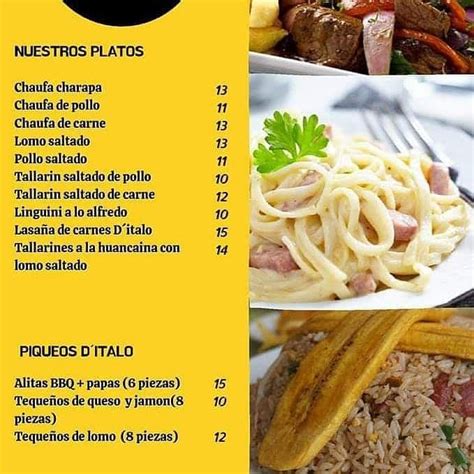 NUESTROS PLATOS
Chaufa charapa 13
Chaufa de pollo 11
Chaufa de carne 13
Lomo saltado 13
Pollo saltado 11
Tallarin saltado de pollo 10
Tallarin saltado de carne 12
Linguini a lo alfredo 10
Lasaña de carnes D´italo 15
Tallarines a la huancaina con 14
lomo saltado
PIQUEOS D´ITALO
Alitas BBQ + papas (6 piezas) 15
Tequeños de queso y jamon(8 10
piezas)
Tequeños de lomo (8 piezas) 12